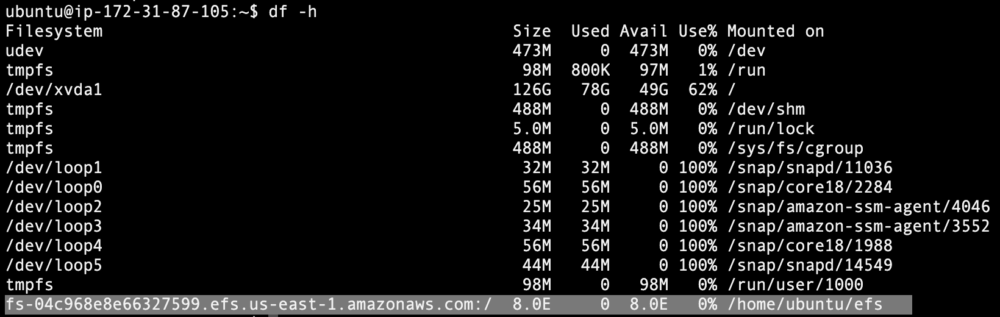 ubuntu@ip-172-31-87-105:~$ df -h
Filesystem Size Used Avail Use% Mounted on
udev 473M 0 473M 0% /dev
tmpfs 98M 800K 97M 1% /run
/dev/xvda1 126G 78G 49G 62% /
tmpfs 488M 0 488M 0% /dev/shm
tmpfs 5.0M 0 5.0M 0% /run/lock
tmpfs 488M 0 488M 0% /sys/fs/cgroup
/dev/loop1 32M 32M 0 100% /snap/snapd/11036
/dev/loop0 56M 56M 0 100% /snap/core18/2284
/dev/loop2 25M 25M 0 100% /snap/amazon-ssm-agent/4046
/dev/loop3 34M 34M 0 100% /snap/amazon-ssm-agent/3552
/dev/loop4 56M 56M 0 100% /snap/core18/1988
/dev/loop5 44M 44M 0 100% /snap/snapd/14549
tmpfs 98M 0 98M 0% /run/user/1000
fs-04c968e8e66327599.efs.us-east-1.amazonaws.com:/ 8.0E 0 8.0E 0% /home/ubuntu/efs